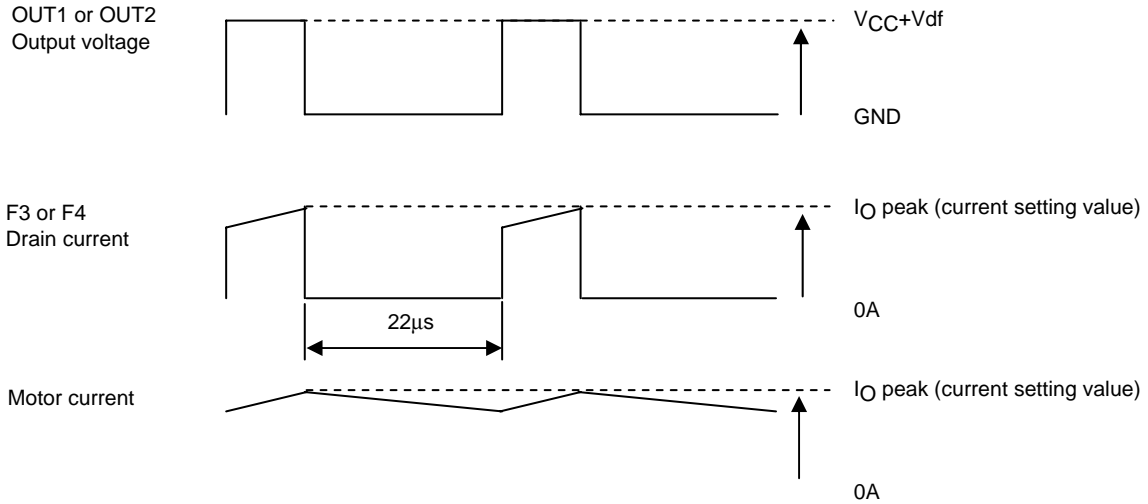 OUT1 or OUT2
Output voltage
VCC+Vdf
GND
F3 or F4
Drain current
IO peak (current setting value)
0A
22μs
Motor current
IO peak (current setting value)
0A